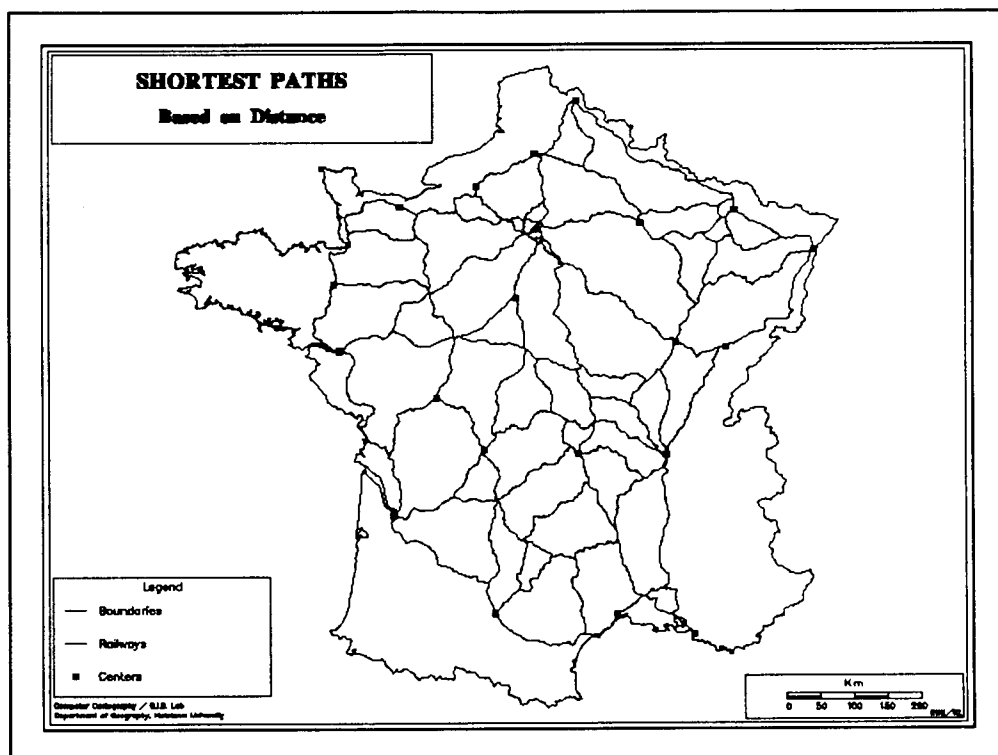 SHORTEST PATHS
Based on Distance
Legend
Boundaries
Railways
Centers
Computer Cartography / G.I.S. Lab
Department of Geography,
Km
0 50 100 150 200